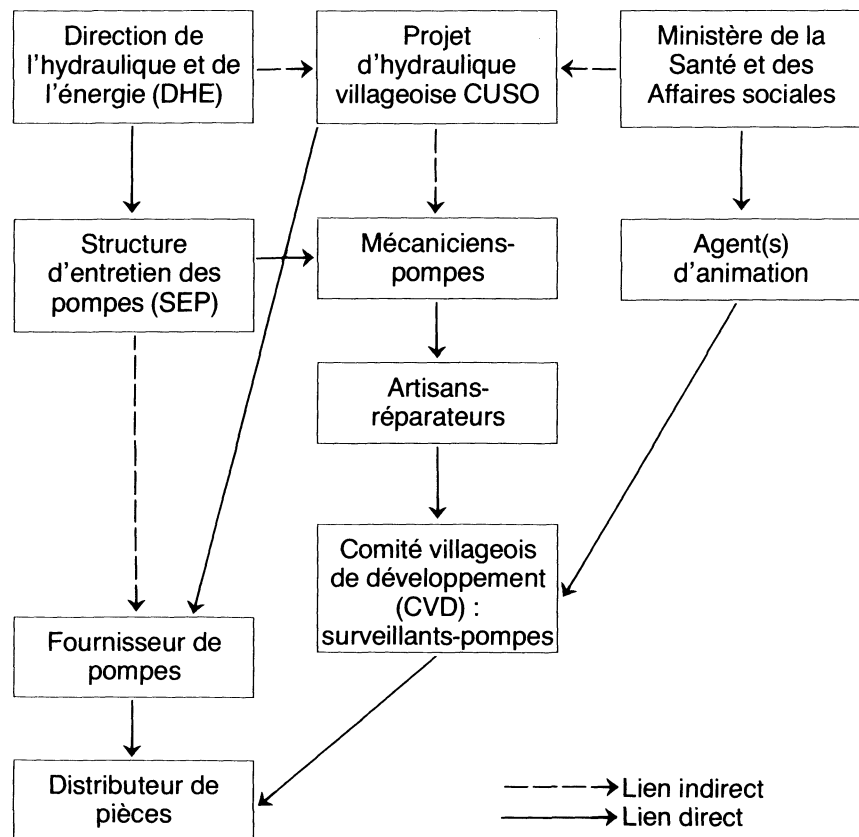 Direction de
l'hydraulique et de
l'énergie (DHE)
Projet
d'hydraulique
villageoise CUSO
Ministère de la
Santé et des
Affaires sociales
Structure
d'entretien des
pompes (SEP)
Mécaniciens-
pompes
Agent(s)
d'animation
Artisans-
réparateurs
Comité villageois
de développement
(CVD) :
surveillants-pompes
Fournisseur de
pompes
Distributeur de
pièces
Lien indirect
Lien direct